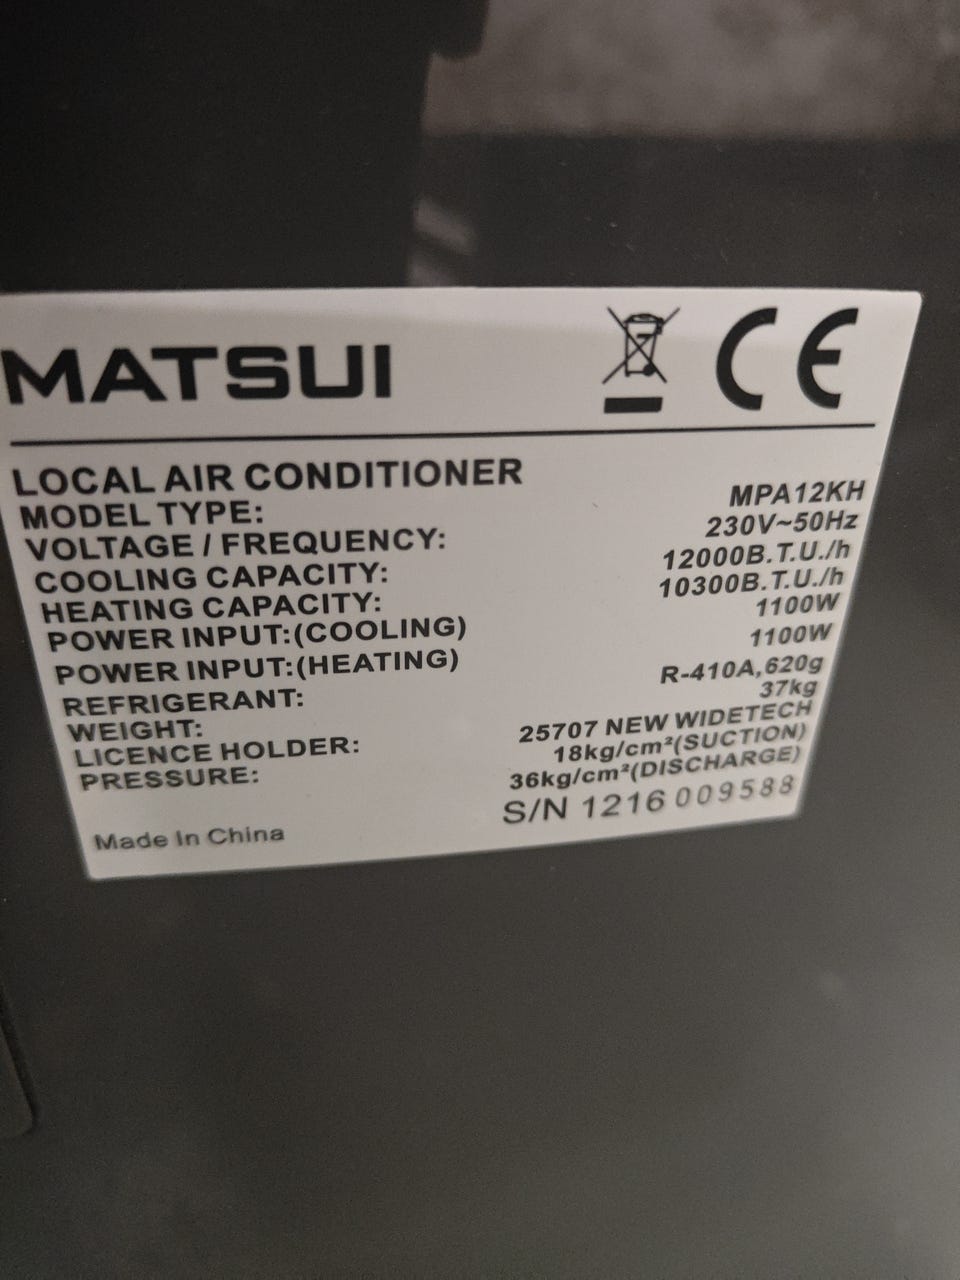 MATSUI
CE
LOCAL AIR CONDITIONER
MODEL TYPE: MPA12KH
VOLTAGE / FREQUENCY: 230V~50Hz
COOLING CAPACITY: 12000B.T.U./h
HEATING CAPACITY: 10300B.T.U./h
POWER INPUT:(COOLING) 1100W
POWER INPUT:(HEATING) 1100W
REFRIGERANT: R-410A,620g
WEIGHT: 37kg
LICENCE HOLDER: 25707 NEW WIDETECH
PRESSURE: 18kg/cm²(SUCTION)
36kg/cm²(DISCHARGE)
S/N 1216 009588
Made In China